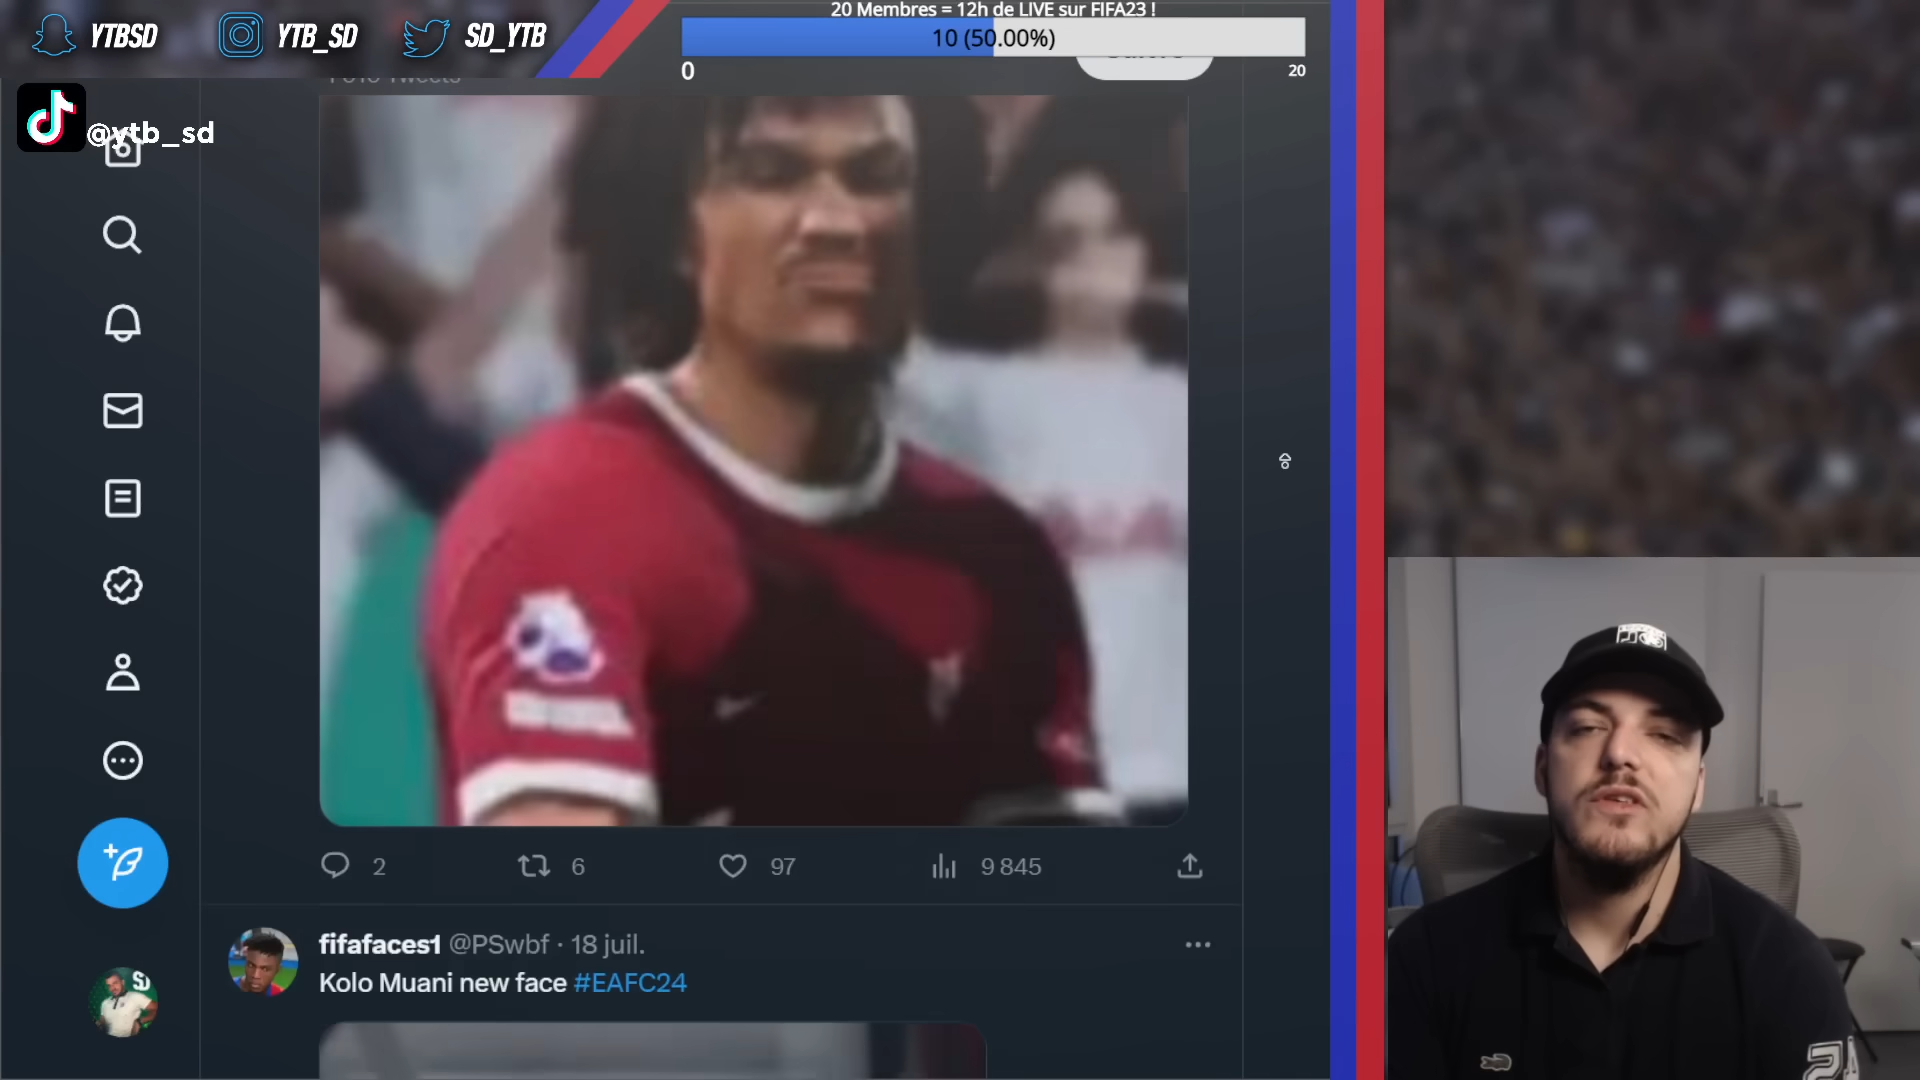 YTBSD
YTB_SD
SD_YTB
20 Membres = 12h de LIVE sur FIFA23 !
10 (50.00%)
0
20
@ytb_sd
2
6
97
9 845
fifafaces1 @PSwbf · 18 juil.
Kolo Muani new face #EAFC24
SD